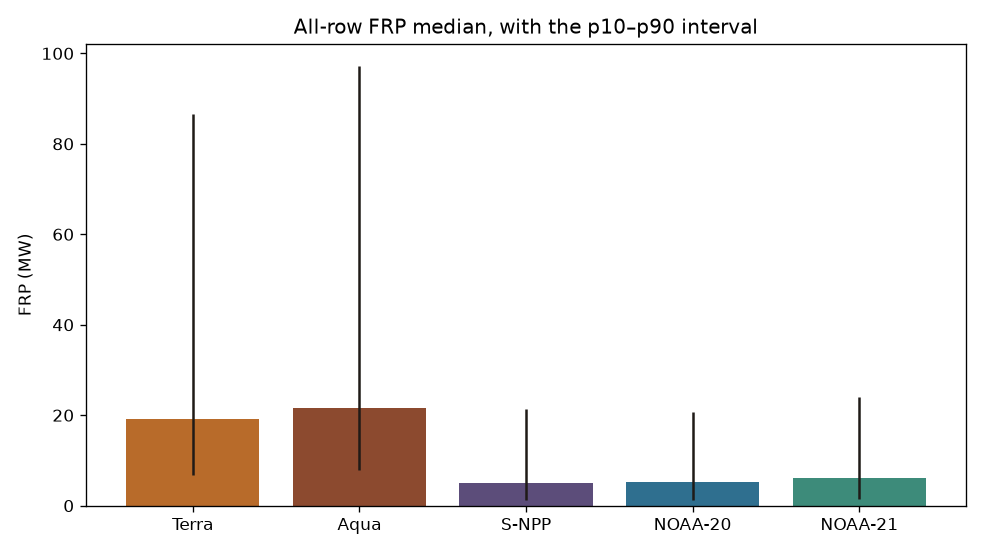 All-row FRP median, with the p10–p90 interval
FRP (MW)
100
80
60
40
20
0
Terra
Aqua
S-NPP
NOAA-20
NOAA-21